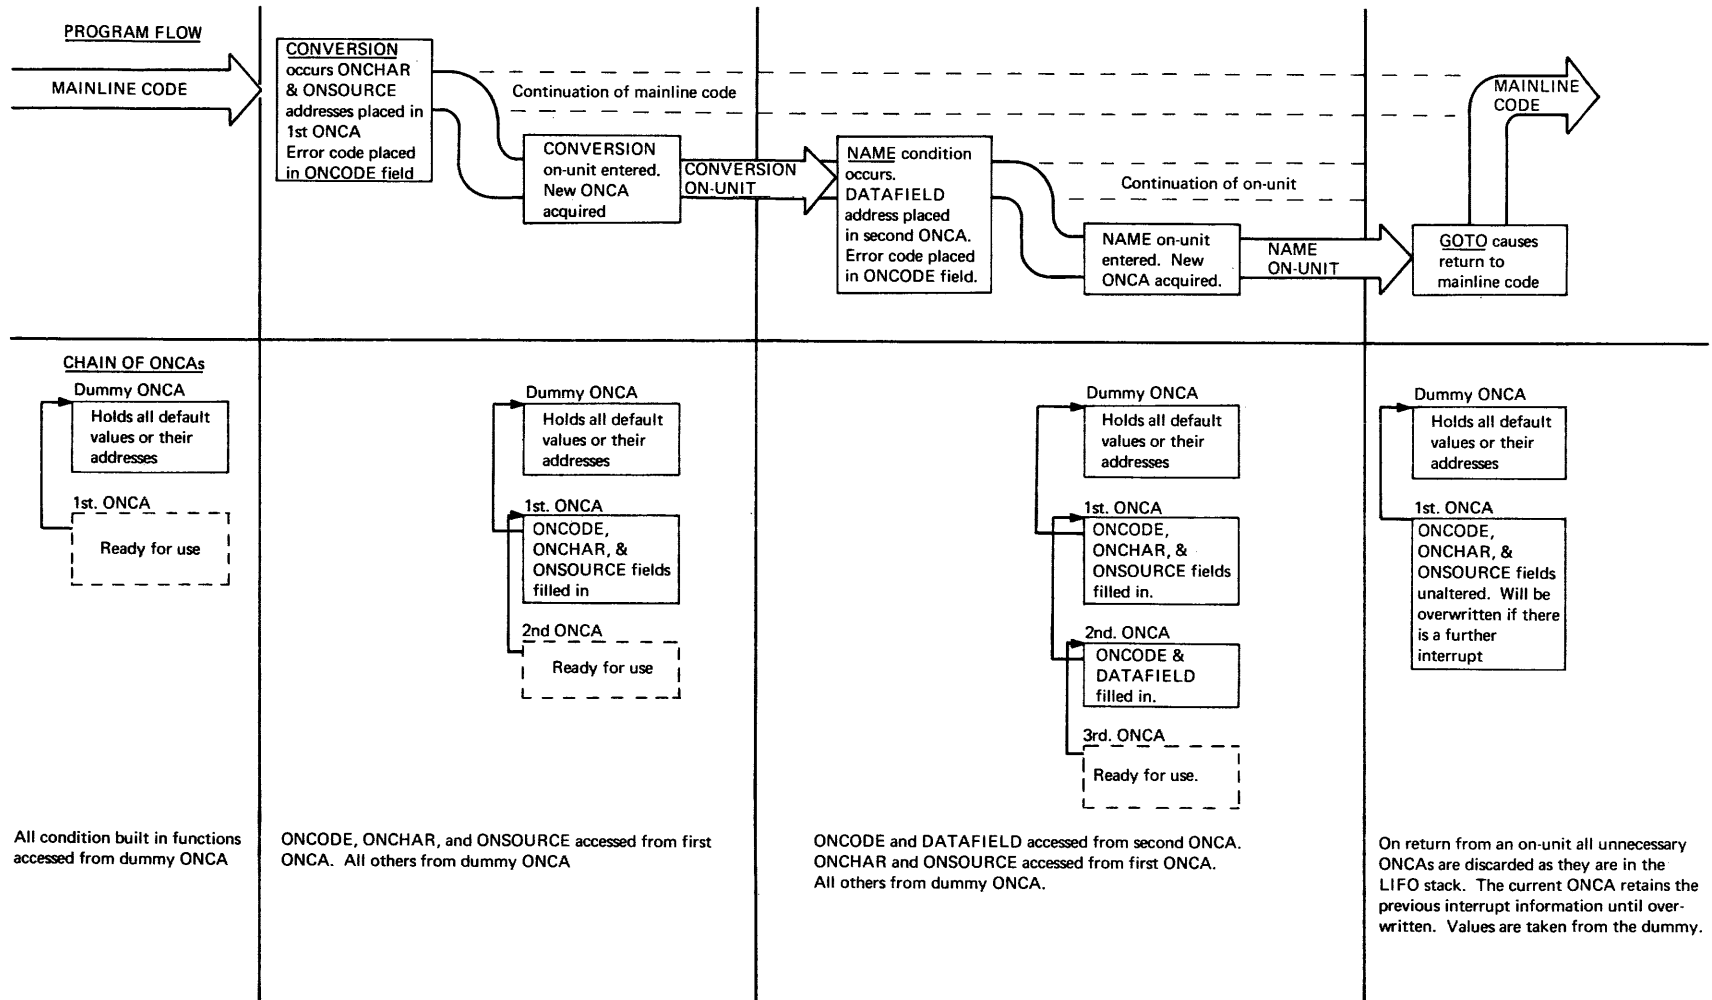 PROGRAM FLOW
MAINLINE CODE
CONVERSION
occurs ONCHAR
& ONSOURCE
addresses placed in
1st ONCA
Error code placed
in ONCODE field
Continuation of mainline code
CONVERSION
on-unit entered.
New ONCA
acquired
CONVERSION
ON-UNIT
NAME condition
occurs.
DATAFIELD
address placed
in second ONCA.
Error code placed
in ONCODE field.
Continuation of on-unit
NAME on-unit
entered. New
ONCA acquired.
NAME
ON-UNIT
GOTO causes
return to
mainline code
MAINLINE
CODE
CHAIN OF ONCAs
Dummy ONCA
Holds all default
values or their
addresses
1st. ONCA
Ready for use
All condition built in functions
accessed from dummy ONCA
Dummy ONCA
Holds all default
values or their
addresses
1st. ONCA
ONCODE,
ONCHAR, &
ONSOURCE fields
filled in
2nd ONCA
Ready for use
ONCODE, ONCHAR, and ONSOURCE accessed from first
ONCA. All others from dummy ONCA
Dummy ONCA
Holds all default
values or their
addresses
1st. ONCA
ONCODE,
ONCHAR, &
ONSOURCE fields
filled in.
2nd. ONCA
ONCODE &
DATAFIELD
filled in.
3rd. ONCA
Ready for use.
ONCODE and DATAFIELD accessed from second ONCA.
ONCHAR and ONSOURCE accessed from first ONCA.
All others from dummy ONCA.
Dummy ONCA
Holds all default
values or their
addresses
1st. ONCA
ONCODE,
ONCHAR, &
ONSOURCE fields
unaltered. Will be
overwritten if there
is a further
interrupt
On return from an on-unit all unnecessary
ONCAs are discarded as they are in the
LIFO stack. The current ONCA retains the
previous interrupt information until over-
written. Values are taken from the dummy.